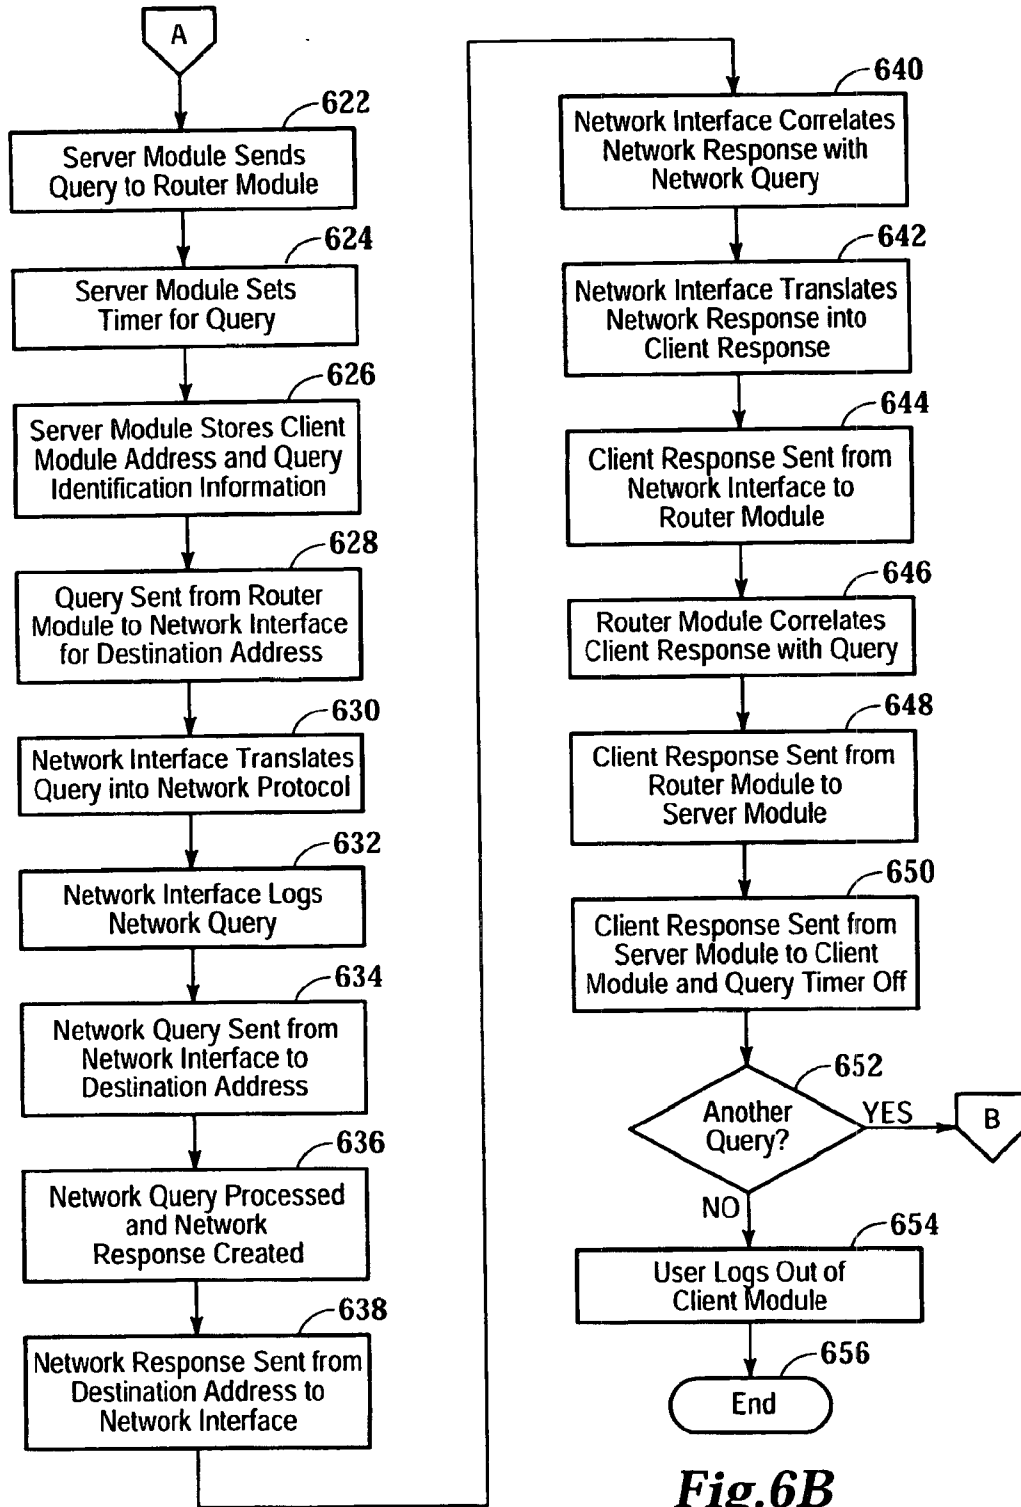 A
622
Server Module Sends
Query to Router Module
624
Server Module Sets
Timer for Query
626
Server Module Stores Client
Module Address and Query
Identification Information
628
Query Sent from Router
Module to Network Interface
for Destination Address
630
Network Interface Translates
Query into Network Protocol
632
Network Interface Logs
Network Query
634
Network Query Sent from
Network Interface to
Destination Address
636
Network Query Processed
and Network
Response Created
638
Network Response Sent from
Destination Address to
Network Interface
640
Network Interface Correlates
Network Response with
Network Query
642
Network Interface Translates
Network Response into
Client Response
644
Client Response Sent from
Network Interface to
Router Module
646
Router Module Correlates
Client Response with Query
648
Client Response Sent from
Router Module to
Server Module
650
Client Response Sent from
Server Module to Client
Module and Query Timer Off
652
Another
Query?
YES
B
NO
654
User Logs Out of
Client Module
656
End
Fig.6B